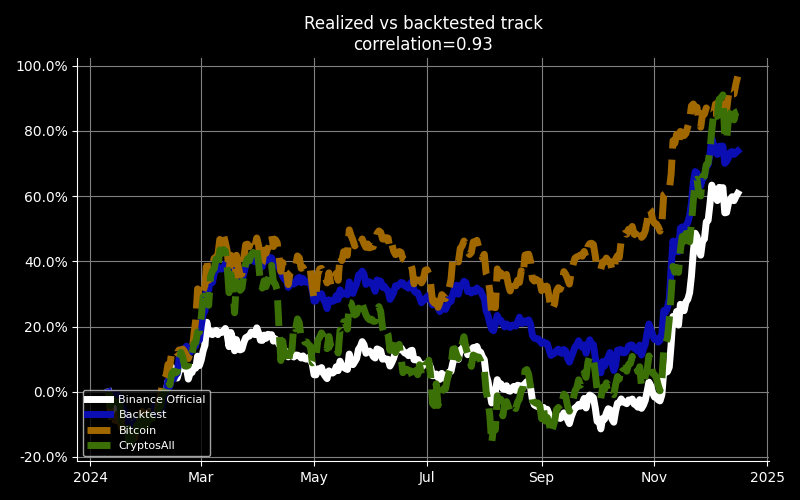 Realized vs backtested track
correlation=0.93
100.0%
80.0%
60.0%
40.0%
20.0%
0.0%
-20.0%
Binance Official
Backtest
Bitcoin
CryptosAll
2024 Mar May Jul Sep Nov 2025